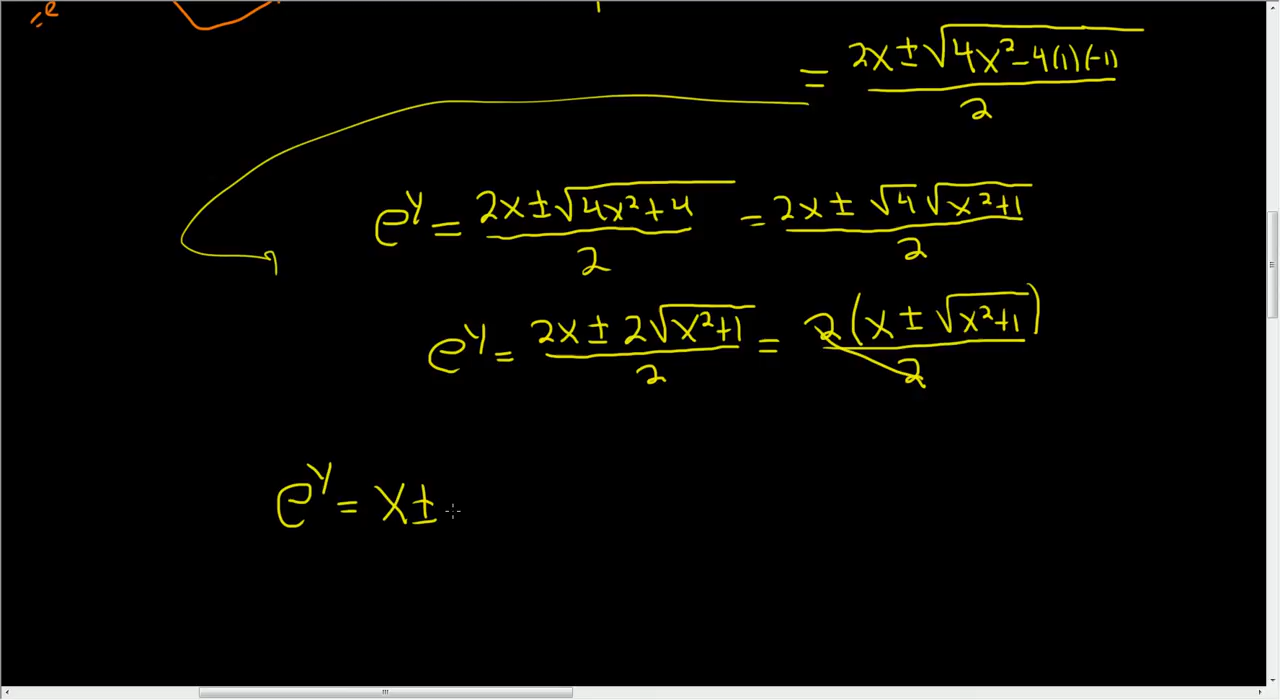 = (2x ± √(4x² - 4(1)(-1))) / 2
e^y = (2x ± √(4x² + 4)) / 2 = (2x ± √4 √(x² + 1)) / 2
e^y = (2x ± 2√(x² + 1)) / 2 = 2(x ± √(x² + 1)) / 2
e^y = x ±